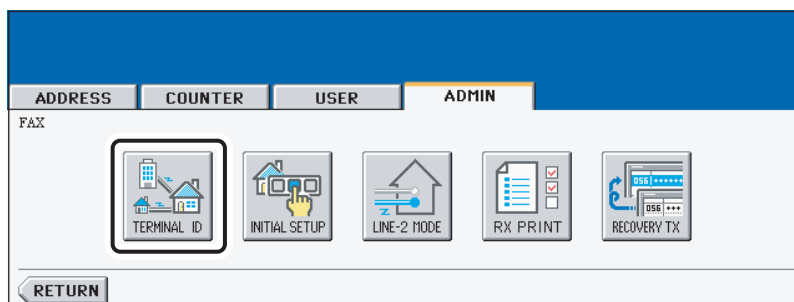 ADDRESS COUNTER USER ADMIN
FAX
TERMINAL ID INITIAL SETUP LINE-2 MODE RX PRINT RECOVERY TX
RETURN